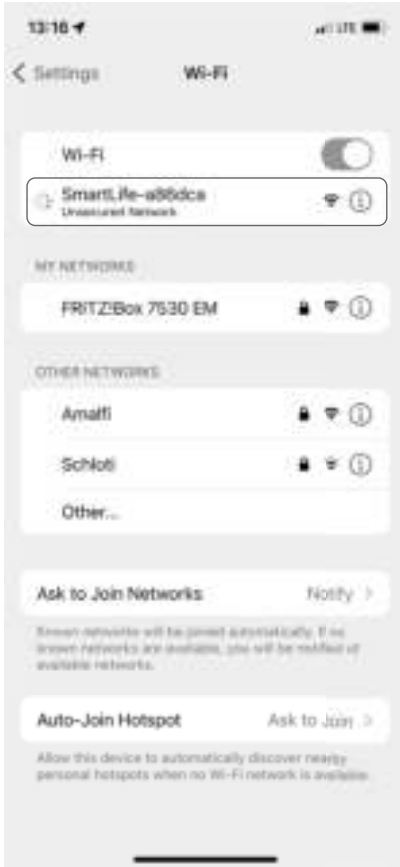 13:16
LTE
Settings
Wi-Fi
Wi-Fi
SmartLife-a86dca
Unsecured Network
MY NETWORKS
FRITZ!Box 7530 EM
OTHER NETWORKS
Amalfi
Schloti
Other...
Ask to Join Networks
Notify
Known networks will be joined automatically. If no
known networks are available, you will be notified of
available networks.
Auto-Join Hotspot
Ask to Join
Allow this device to automatically discover nearby
personal hotspots when no Wi-Fi network is available.